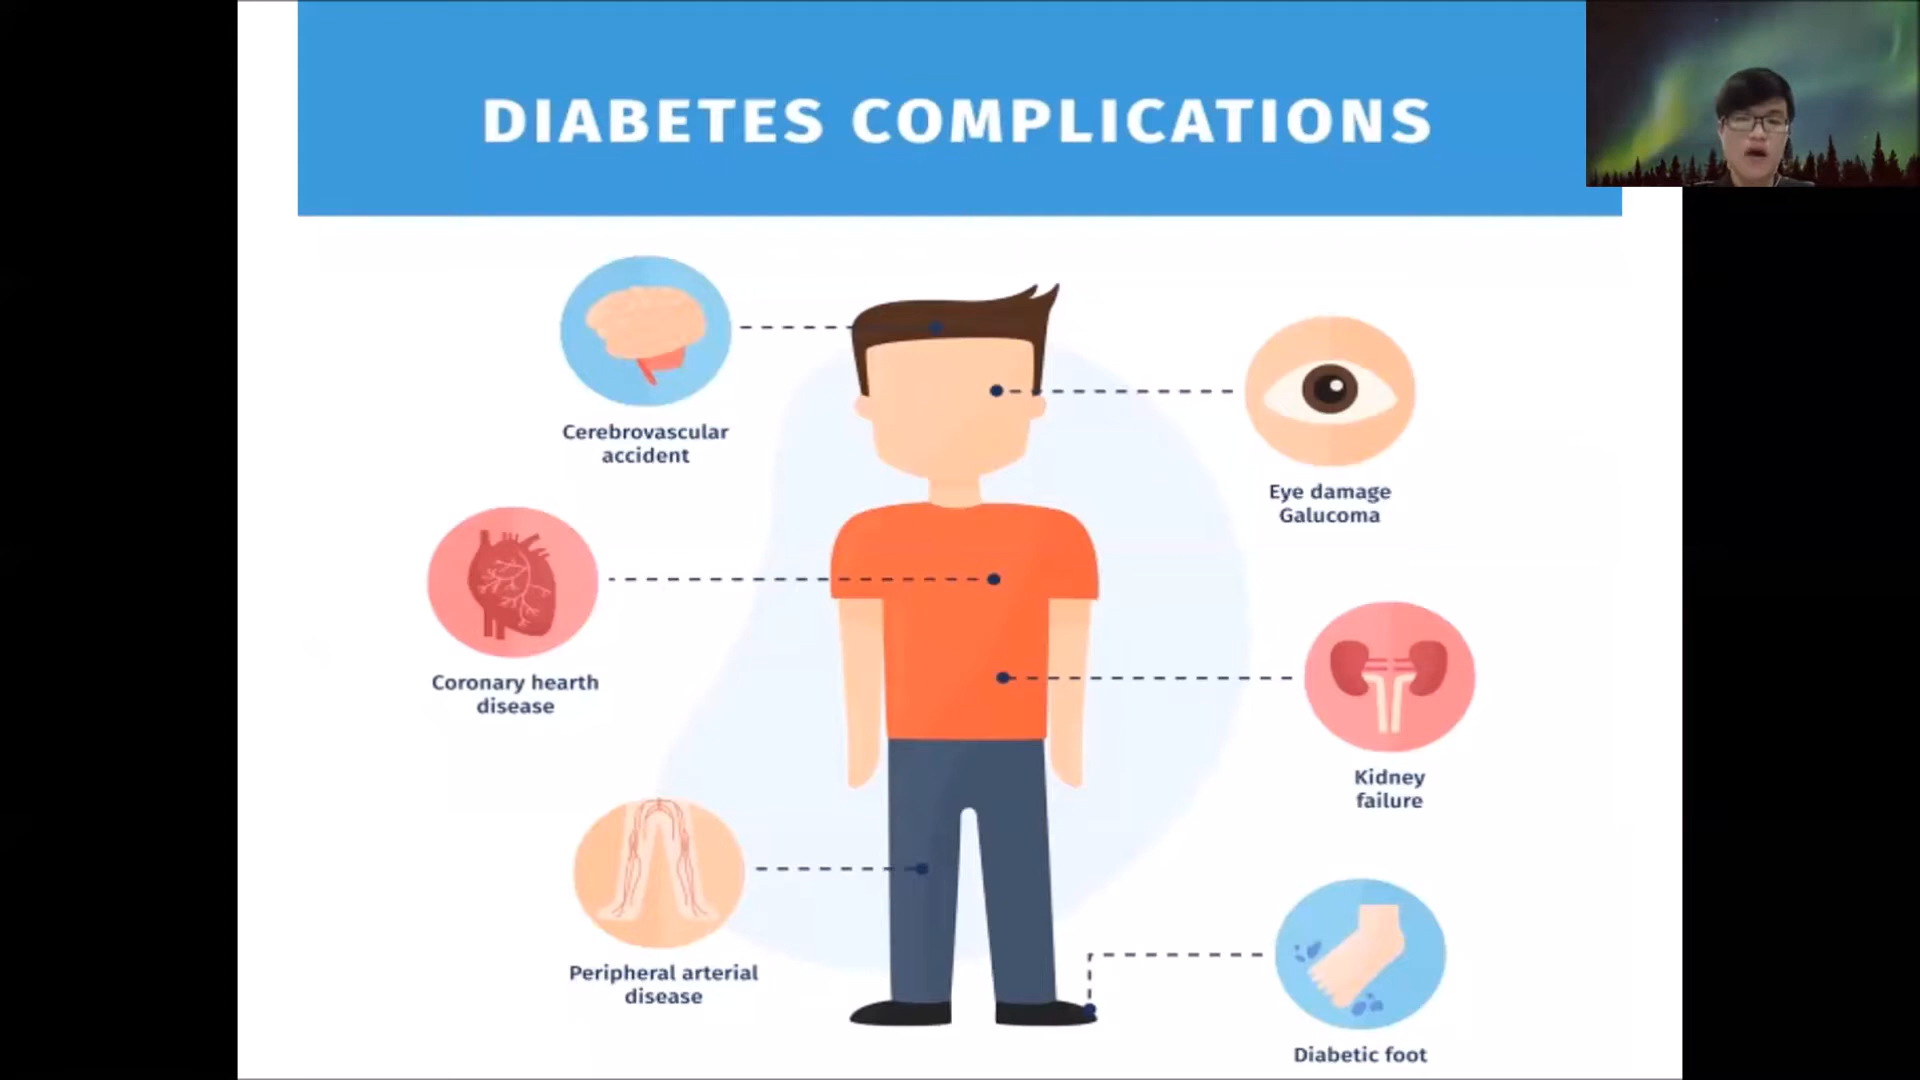 DIABETES COMPLICATIONS
Cerebrovascular
accident
Eye damage
Galucoma
Coronary hearth
disease
Kidney
failure
Peripheral arterial
disease
Diabetic foot